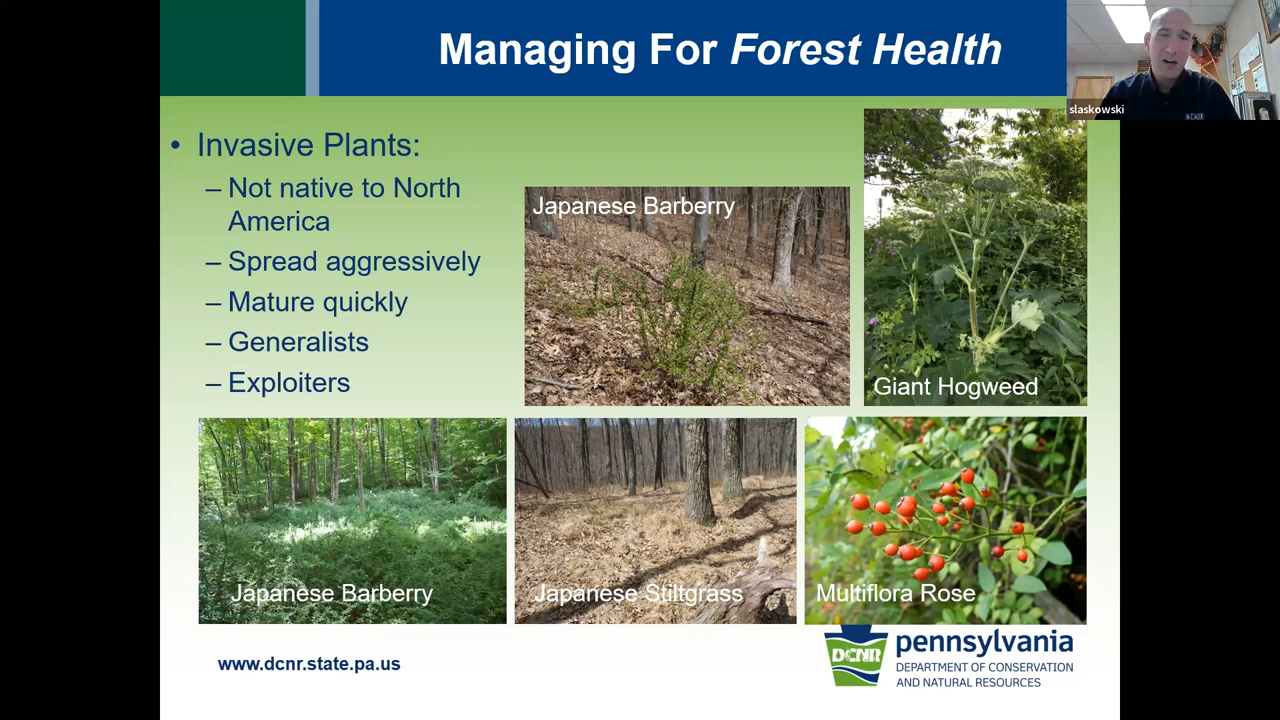 Managing For Forest Health
slaskowski
• Invasive Plants:
– Not native to North
America
– Spread aggressively
– Mature quickly
– Generalists
– Exploiters
Japanese Barberry
Giant Hogweed
Japanese Barberry
Japanese Stiltgrass
Multiflora Rose
www.dcnr.state.pa.us
DCNR
pennsylvania
DEPARTMENT OF CONSERVATION
AND NATURAL RESOURCES